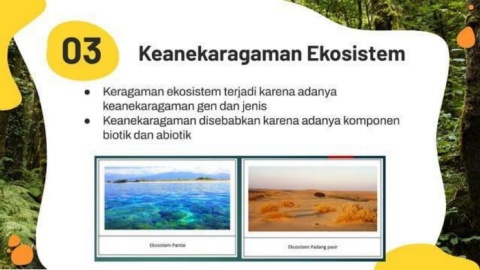 03
Keanekaragaman Ekosistem
● Keragaman ekosistem terjadi karena adanya
keanekaragaman gen dan jenis
● Keanekaragaman disebabkan karena adanya komponen
biotik dan abiotik
Ekosistem Pantai
Ekosistem Padang pasir